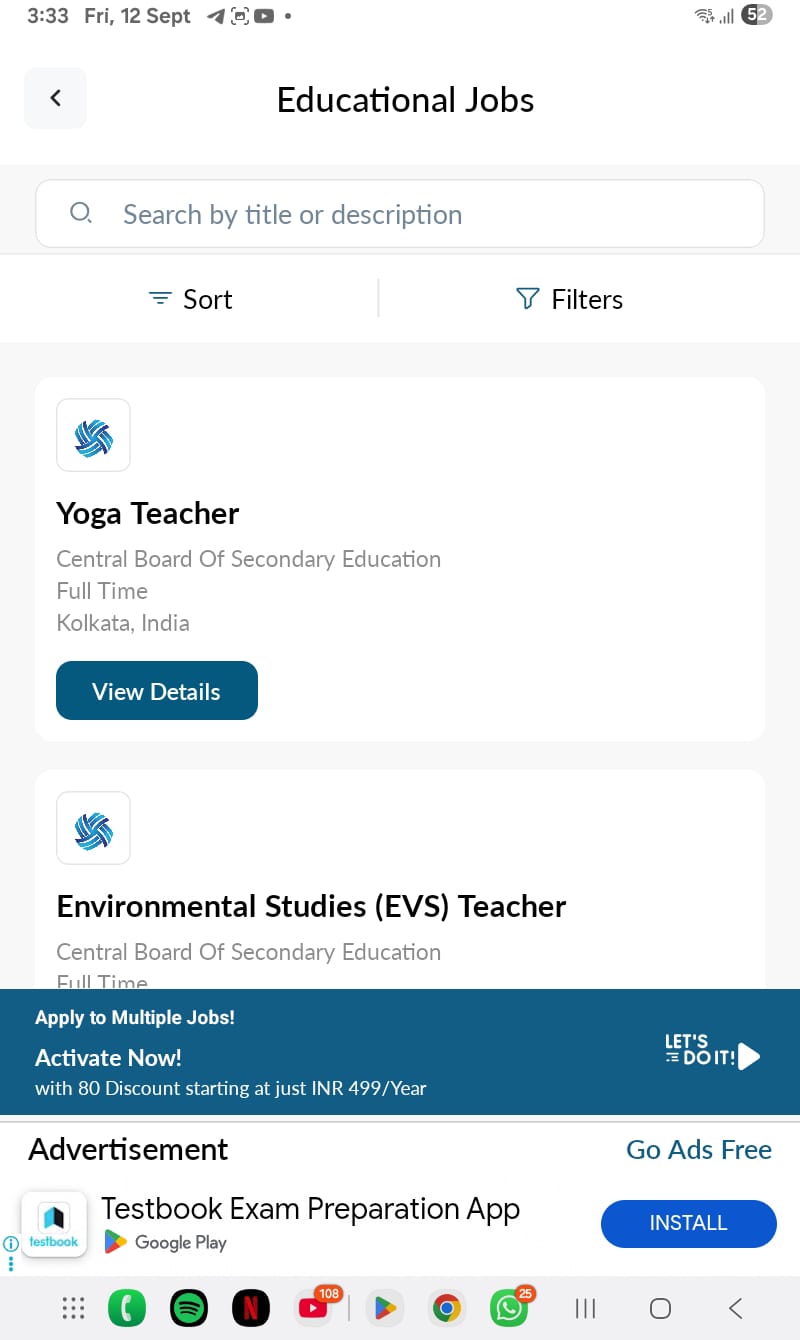 3:33 Fri, 12 Sept
52
Educational Jobs
Search by title or description
Sort
Filters
Yoga Teacher
Central Board Of Secondary Education
Full Time
Kolkata, India
View Details
Environmental Studies (EVS) Teacher
Central Board Of Secondary Education
Full Time
Apply to Multiple Jobs!
Activate Now!
with 80 Discount starting at just INR 499/Year
LET'S
DO IT!
Advertisement
Go Ads Free
Testbook Exam Preparation App
testbook
Google Play
INSTALL
108
25